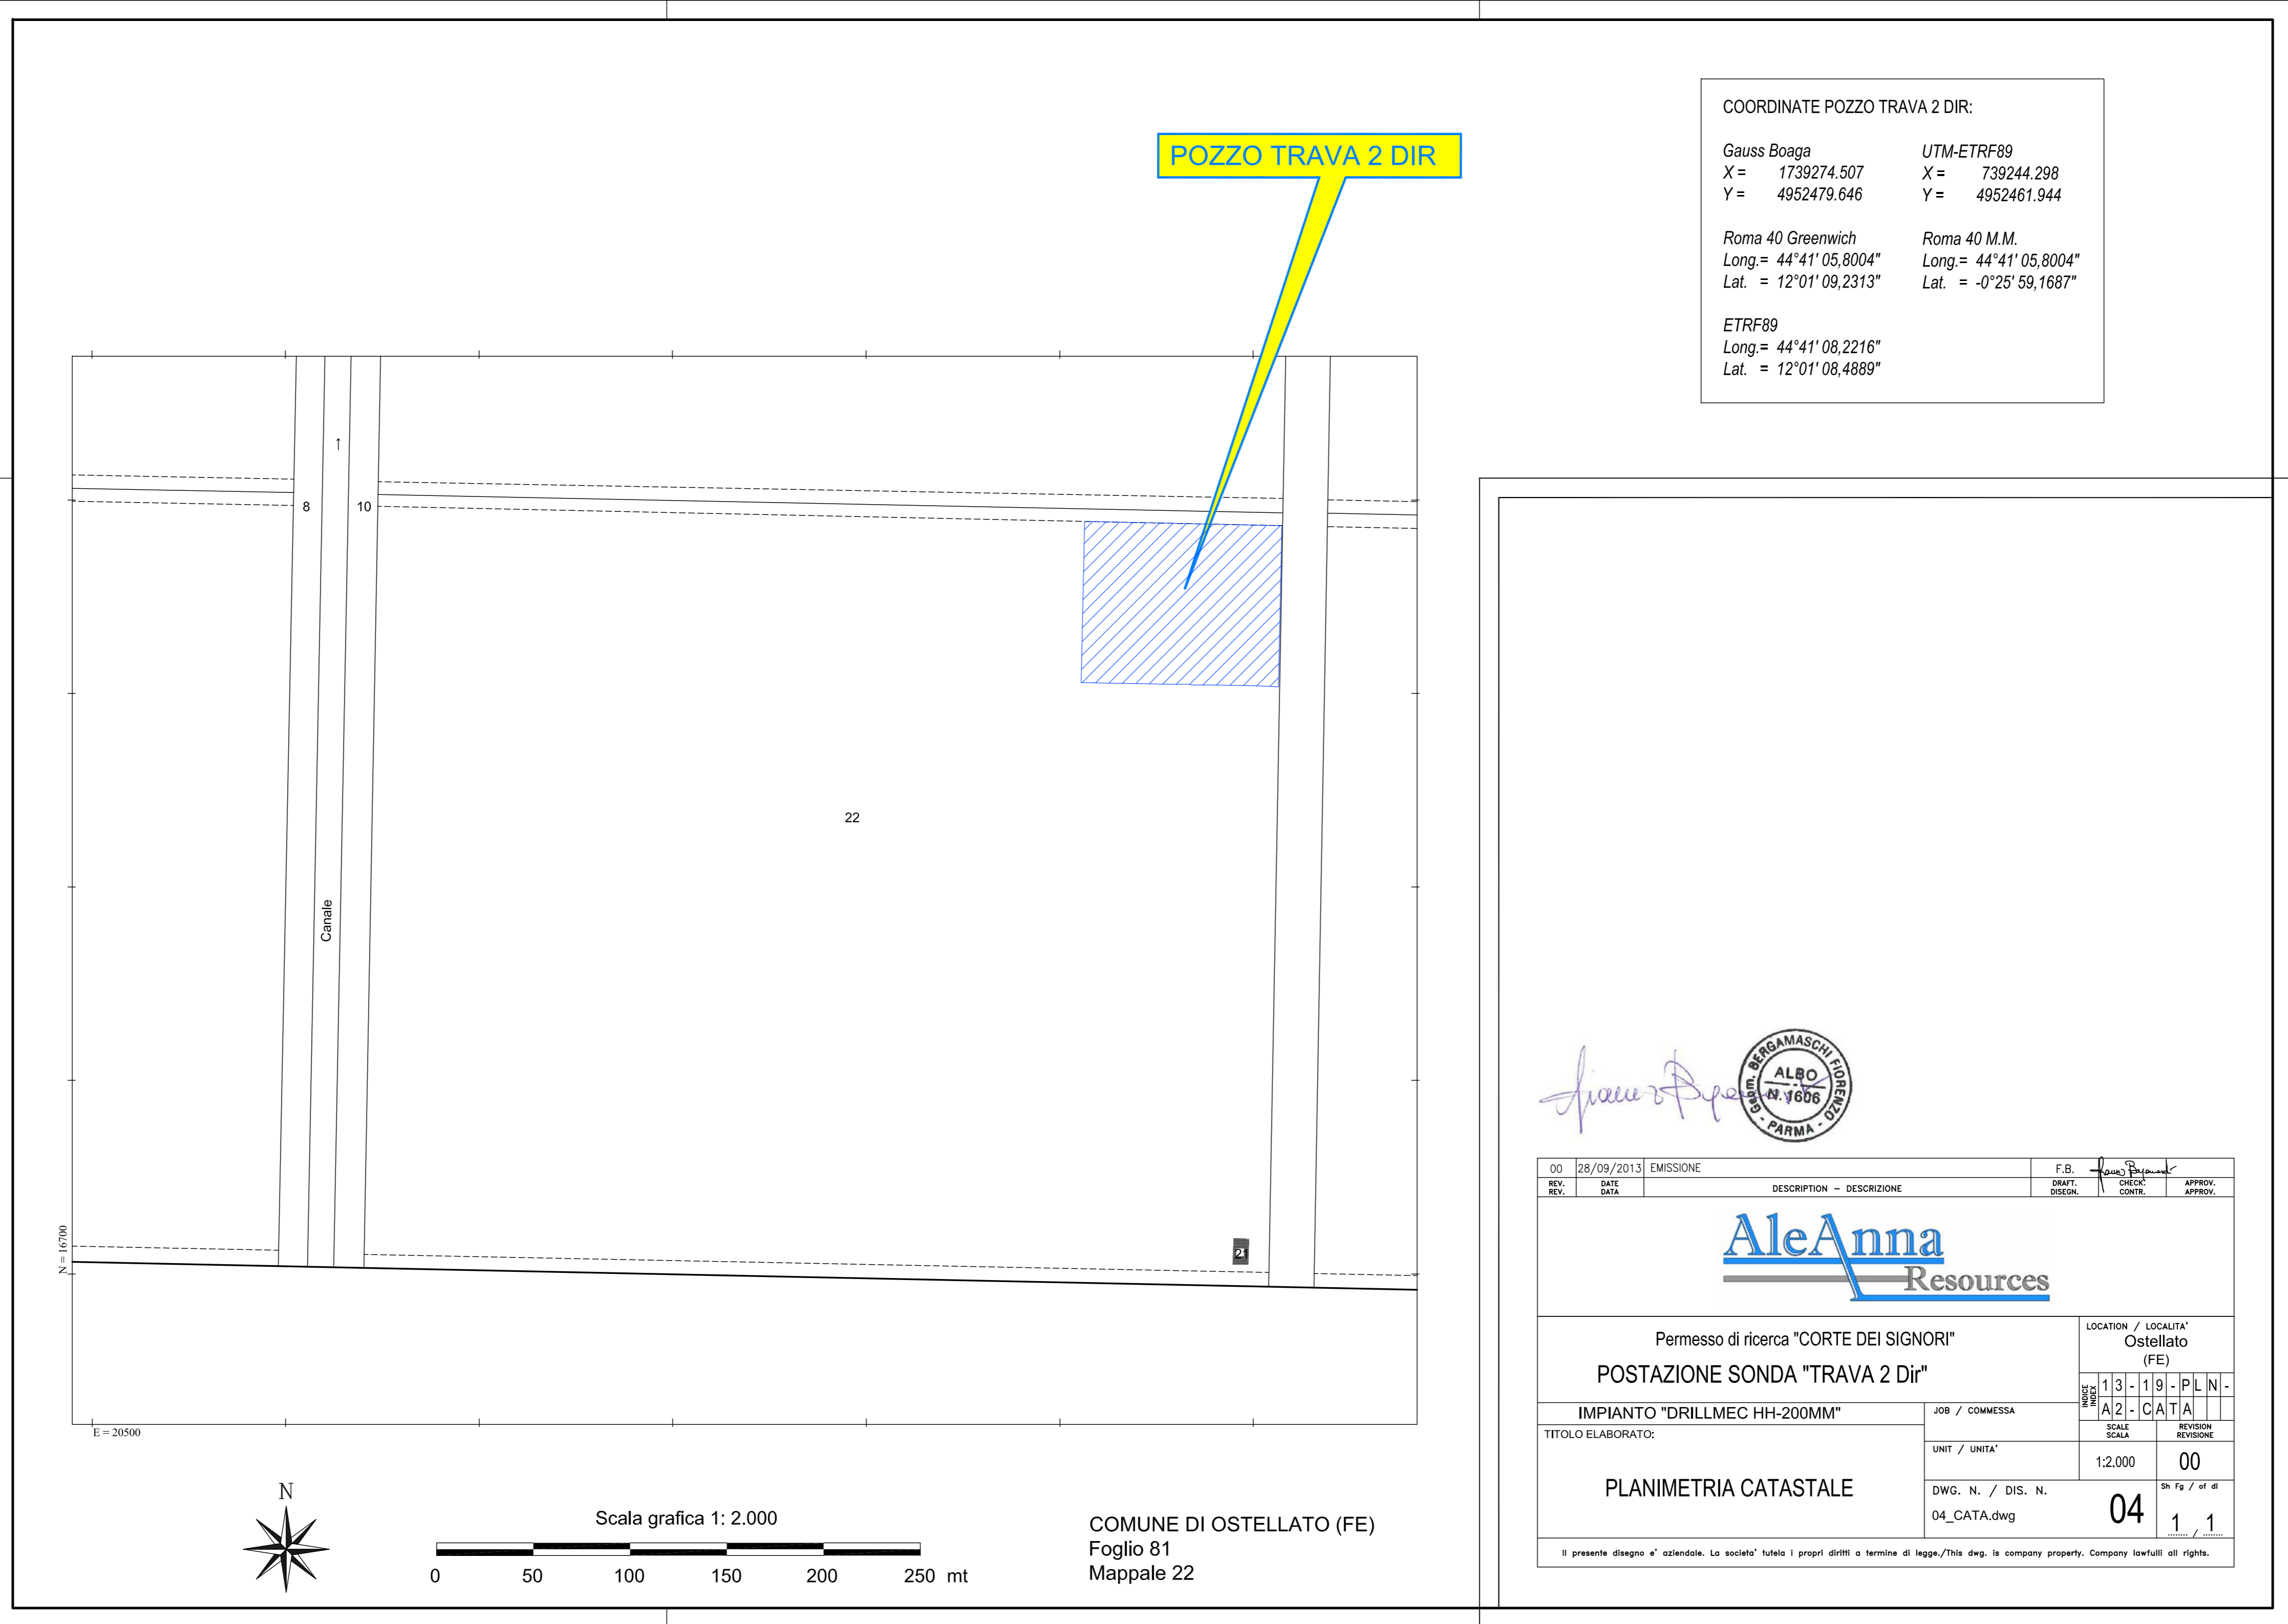 COORDINATE POZZO TRAVA 2 DIR:
Gauss Boaga
X = 1739274.507
Y = 4952479.646
UTM-ETRF89
X = 739244.298
Y = 4952461.944
Roma 40 Greenwich
Long.= 44°41' 05,8004"
Lat. = 12°01' 09,2313"
Roma 40 M.M.
Long.= 44°41' 05,8004"
Lat. = -0°25' 59,1687"
ETRF89
Long.= 44°41' 08,2216"
Lat. = 12°01' 08,4889"
POZZO TRAVA 2 DIR
8
10
22
Canale
21
N = 16700
E = 20500
N
Scala grafica 1: 2.000
0 50 100 150 200 250 mt
COMUNE DI OSTELLATO (FE)
Foglio 81
Mappale 22
Geom. BERGAMASCHI FIORENZO
ALBO
N. 1606
- PARMA -
00 28/09/2013 EMISSIONE F.B.
REV. DATE DESCRIPTION – DESCRIZIONE DRAFT. CHECK. APPROV.
REV. DATA DISEGN. CONTR. APPROV.
AleAnna
Resources
Permesso di ricerca "CORTE DEI SIGNORI"
POSTAZIONE SONDA "TRAVA 2 Dir"
LOCATION / LOCALITA'
Ostellato
(FE)
INDICE
INDEX
13-19-PLN-
A2-CATA
IMPIANTO "DRILLMEC HH-200MM"
JOB / COMMESSA
SCALE
SCALA
REVISION
REVISIONE
TITOLO ELABORATO:
UNIT / UNITA'
1:2.000
00
PLANIMETRIA CATASTALE
DWG. N. / DIS. N.
04_CATA.dwg
04
Sh Fg / of di
1 / 1
Il presente disegno e' aziendale. La societa' tutela i propri diritti a termine di legge./This dwg. is company property. Company lawfulli all rights.